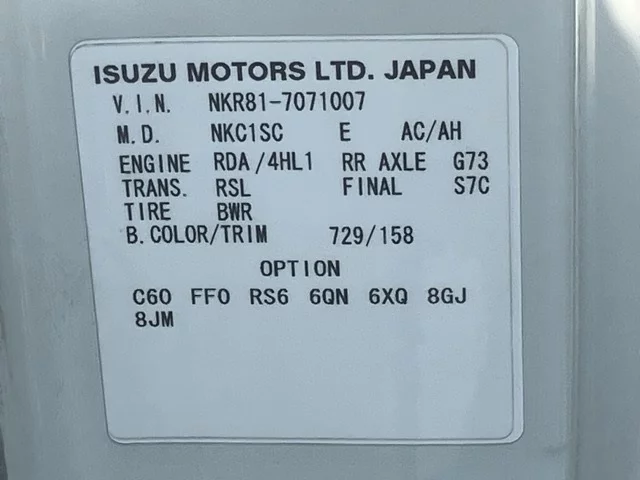 ISUZU MOTORS LTD. JAPAN
V.I.N. NKR81-7071007
M.D. NKC1SC E AC/AH
ENGINE RDA/4HL1 RR AXLE G73
TRANS. RSL FINAL S7C
TIRE BWR
B.COLOR/TRIM 729/158
OPTION
C60 FF0 RS6 6QN 6XQ 8GJ
8JM